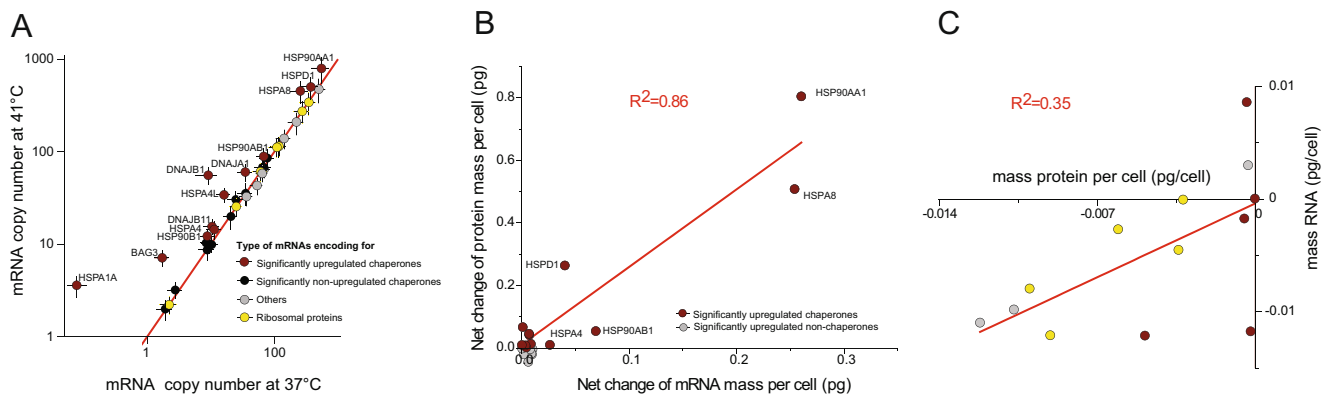 A
mRNA copy number at 41°C
1000
100
10
1
1
100
mRNA copy number at 37°C
HSP90AA1
HSPD1
HSPA8
HSP90AB1
DNAJA1
DNAJB1
HSPA4L
DNAJB11
HSPA4
HSP90B1
BAG3
HSPA1A
Type of mRNAs encoding for
Significantly upregulated chaperones
Significantly non-upregulated chaperones
Others
Ribosomal proteins
B
Net change of protein mass per cell (pg)
0.8
0.6
0.4
0.2
0.0
0.0
0.1
0.2
0.3
Net change of mRNA mass per cell (pg)
R²=0.86
HSP90AA1
HSPA8
HSPD1
HSPA4
HSP90AB1
Significantly upregulated chaperones
Significantly upregulated non-chaperones
C
R²=0.35
mass protein per cell (pg/cell)
-0.014
-0.007
0
0.01
0
-0.01
mass RNA (pg/cell)